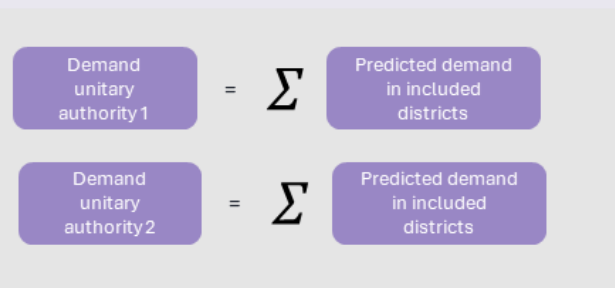 Demand
unitary
authority 1
=
Σ
Predicted demand
in included
districts
Demand
unitary
authority 2
=
Σ
Predicted demand
in included
districts